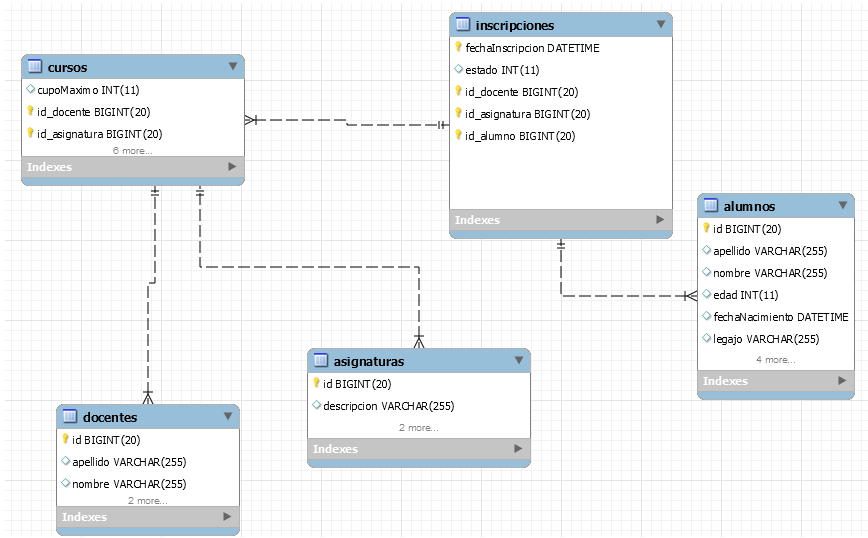 cursos
cupoMaximo INT(11)
id_docente BIGINT(20)
id_asignatura BIGINT(20)
6 more...
Indexes
inscripciones
fechaInscripcion DATETIME
estado INT(11)
id_docente BIGINT(20)
id_asignatura BIGINT(20)
id_alumno BIGINT(20)
Indexes
alumnos
id BIGINT(20)
apellido VARCHAR(255)
nombre VARCHAR(255)
edad INT(11)
fechaNacimiento DATETIME
legajo VARCHAR(255)
4 more...
Indexes
asignaturas
id BIGINT(20)
descripcion VARCHAR(255)
2 more...
Indexes
docentes
id BIGINT(20)
apellido VARCHAR(255)
nombre VARCHAR(255)
2 more...
Indexes